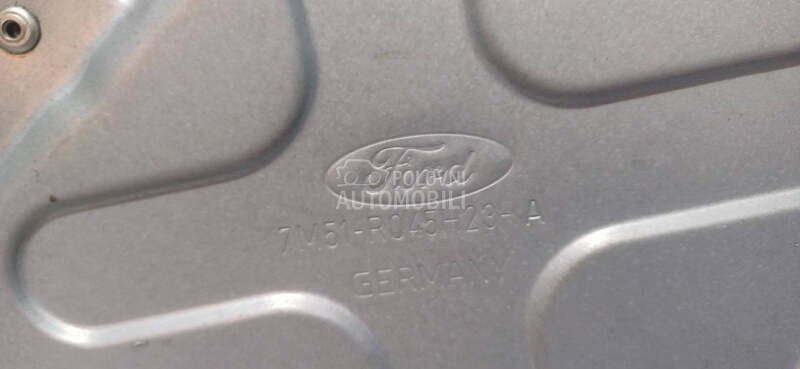 Ford
POLOVNI
AUTOMOBILI
7M51-R045H23-A
GERMANY